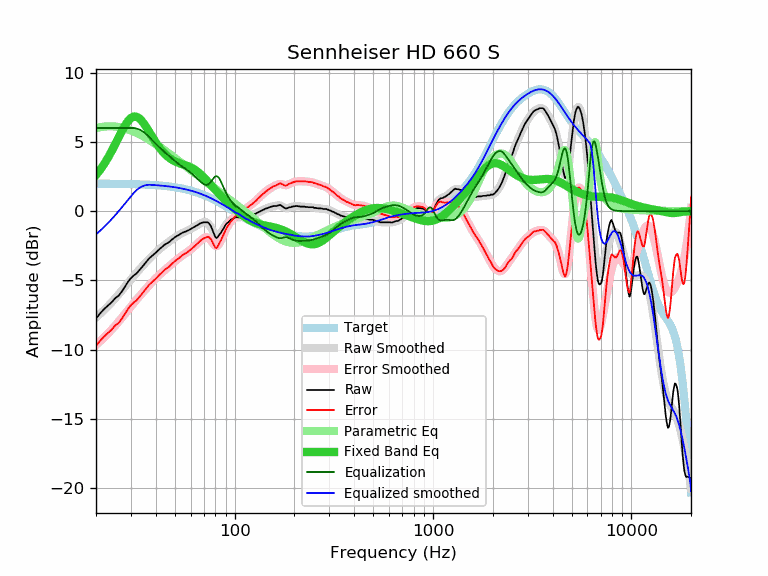 Sennheiser HD 660 S
10
5
0
−5
−10
−15
−20
Amplitude (dBr)
Target
Raw Smoothed
Error Smoothed
Raw
Error
Parametric Eq
Fixed Band Eq
Equalization
Equalized smoothed
100 1000 10000
Frequency (Hz)